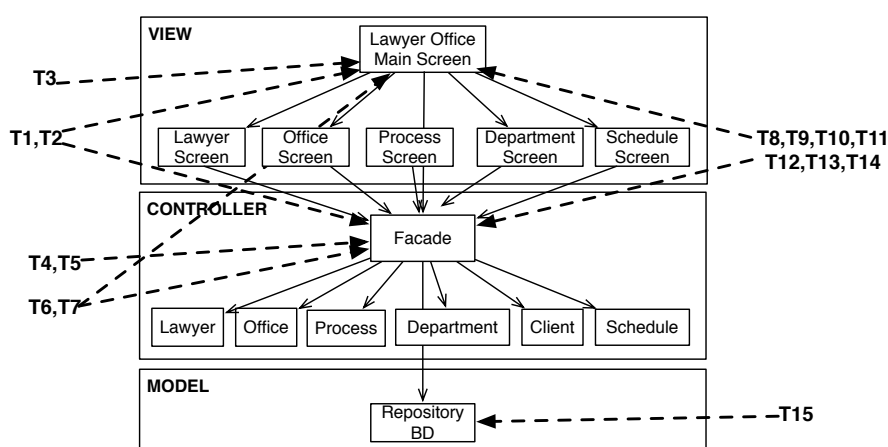 VIEW
Lawyer Office
Main Screen
T3
T1,T2
Lawyer
Screen
Office
Screen
Process
Screen
Department
Screen
Schedule
Screen
T8,T9,T10,T11
T12,T13,T14
CONTROLLER
Facade
T4,T5
T6,T7
Lawyer
Office
Process
Department
Client
Schedule
MODEL
Repository
BD
T15